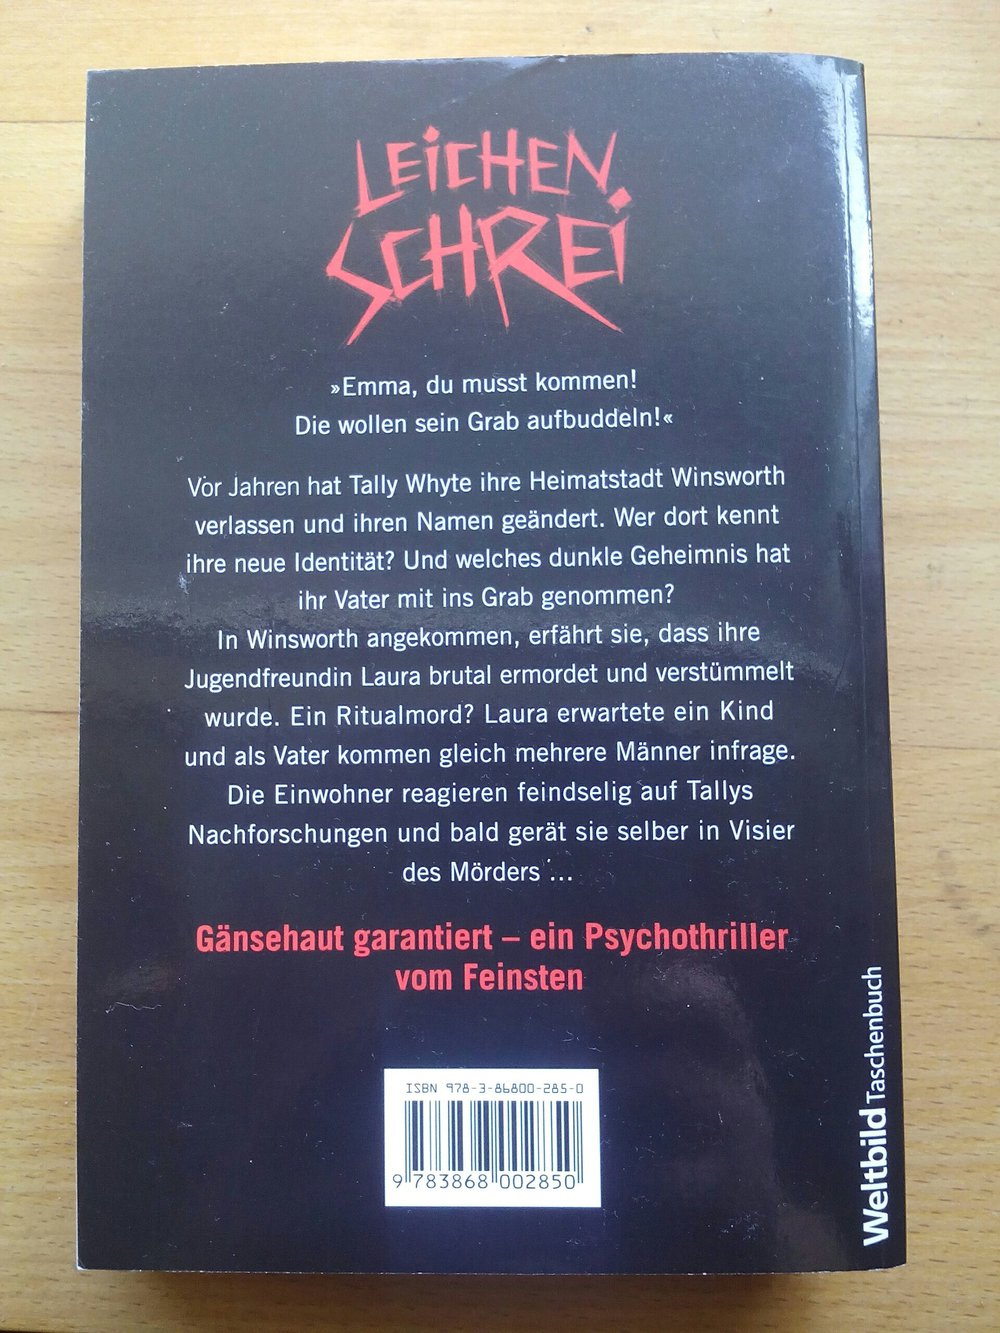 LEICHEN
SCHREI
»Emma, du musst kommen!
Die wollen sein Grab aufbuddeln!«
Vor Jahren hat Tally Whyte ihre Heimatstadt Winsworth
verlassen und ihren Namen geändert. Wer dort kennt
ihre neue Identität? Und welches dunkle Geheimnis hat
ihr Vater mit ins Grab genommen?
In Winsworth angekommen, erfährt sie, dass ihre
Jugendfreundin Laura brutal ermordet und verstümmelt
wurde. Ein Ritualmord? Laura erwartete ein Kind
und als Vater kommen gleich mehrere Männer infrage.
Die Einwohner reagieren feindselig auf Tallys
Nachforschungen und bald gerät sie selber in Visier
des Mörders ...
Gänsehaut garantiert – ein Psychothriller
vom Feinsten
ISBN 978-3-86800-285-0
9 783868 002850
Weltbild Taschenbuch